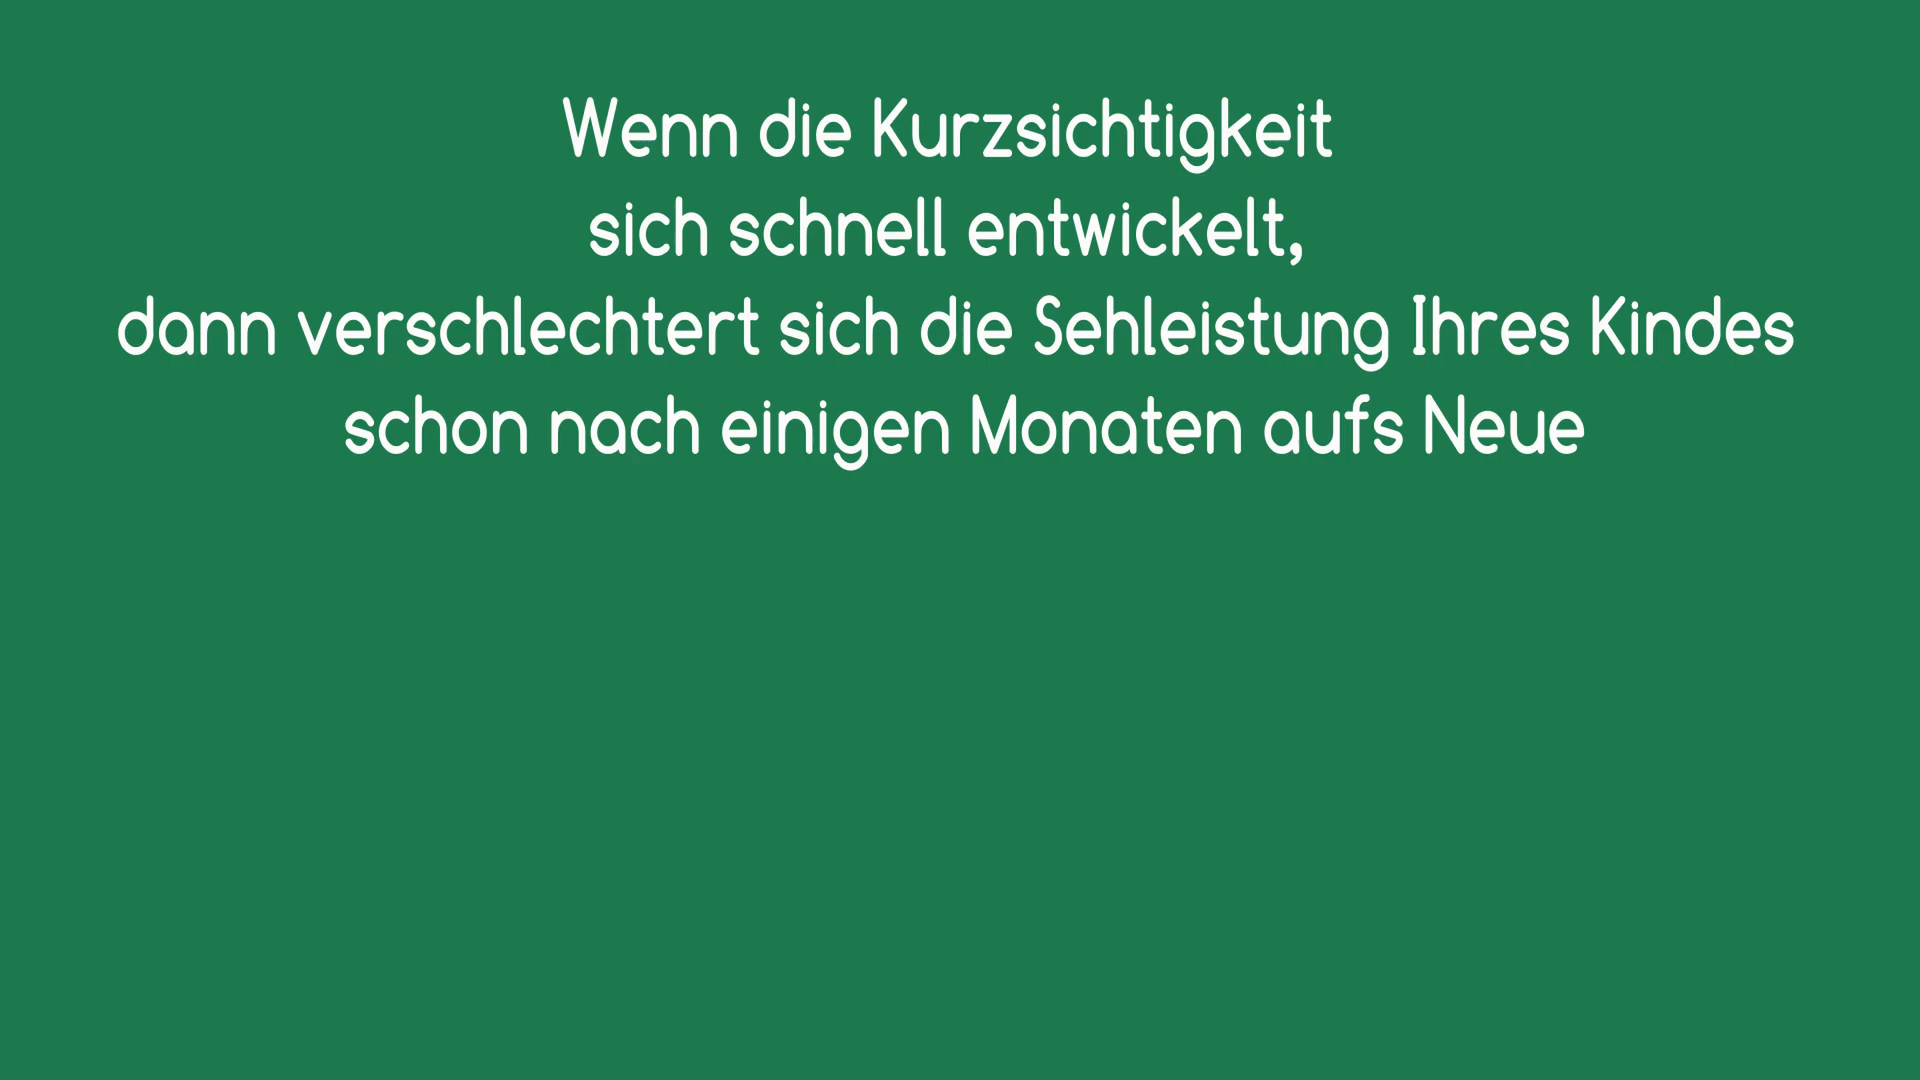 Wenn die Kurzsichtigkeit
sich schnell entwickelt,
dann verschlechtert sich die Sehleistung Ihres Kindes
schon nach einigen Monaten aufs Neue